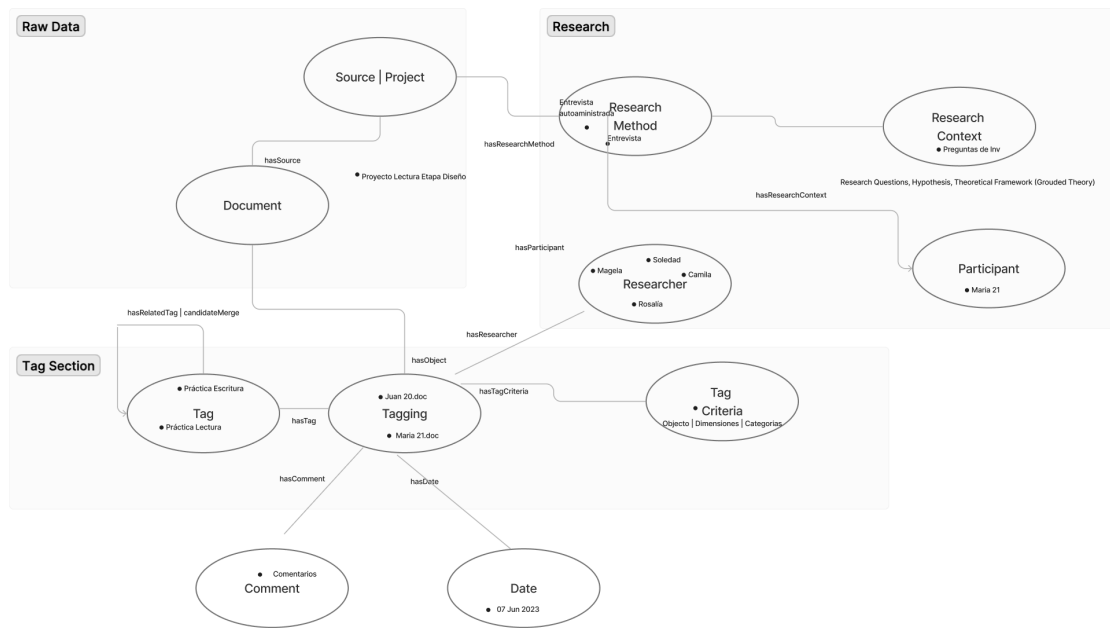 Raw Data
Research
Source | Project
Entrevista
autoaministrada
Research
Method
Entrevista
Research
Context
Preguntas de Inv
hasResearchMethod
hasSource
Proyecto Lectura Etapa Diseño
Research Questions, Hypothesis, Theoretical Framework (Grouded Theory)
hasResearchContext
Document
hasParticipant
Soledad
Magela
Camila
Researcher
Rosalía
Participant
Maria 21
hasRelatedTag | candidateMerge
hasResearcher
Tag Section
hasObject
Práctica Escritura
Tag
Práctica Lectura
hasTag
Juan 20.doc
Tagging
Maria 21.doc
hasTagCriteria
Tag
Criteria
Objecto | Dimensiones | Categorias
hasComment
hasDate
Comentarios
Comment
Date
07 Jun 2023